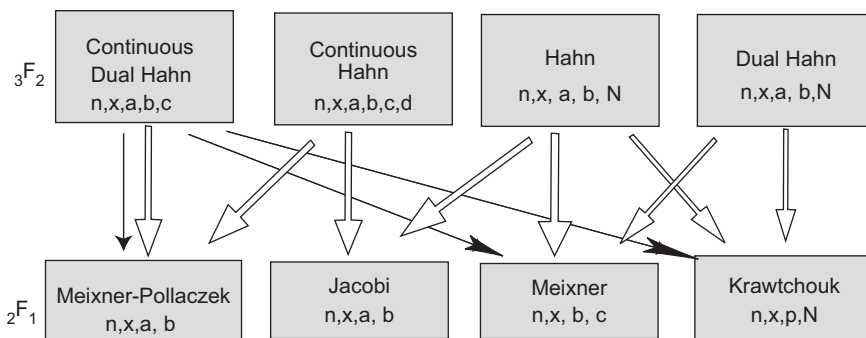 ₃F₂
Continuous
Dual Hahn
n,x,a,b,c
Continuous
Hahn
n,x,a,b,c,d
Hahn
n,x, a, b, N
Dual Hahn
n,x,a, b,N
₂F₁
Meixner-Pollaczek
n,x,a, b
Jacobi
n,x,a, b
Meixner
n,x, b, c
Krawtchouk
n,x,p,N